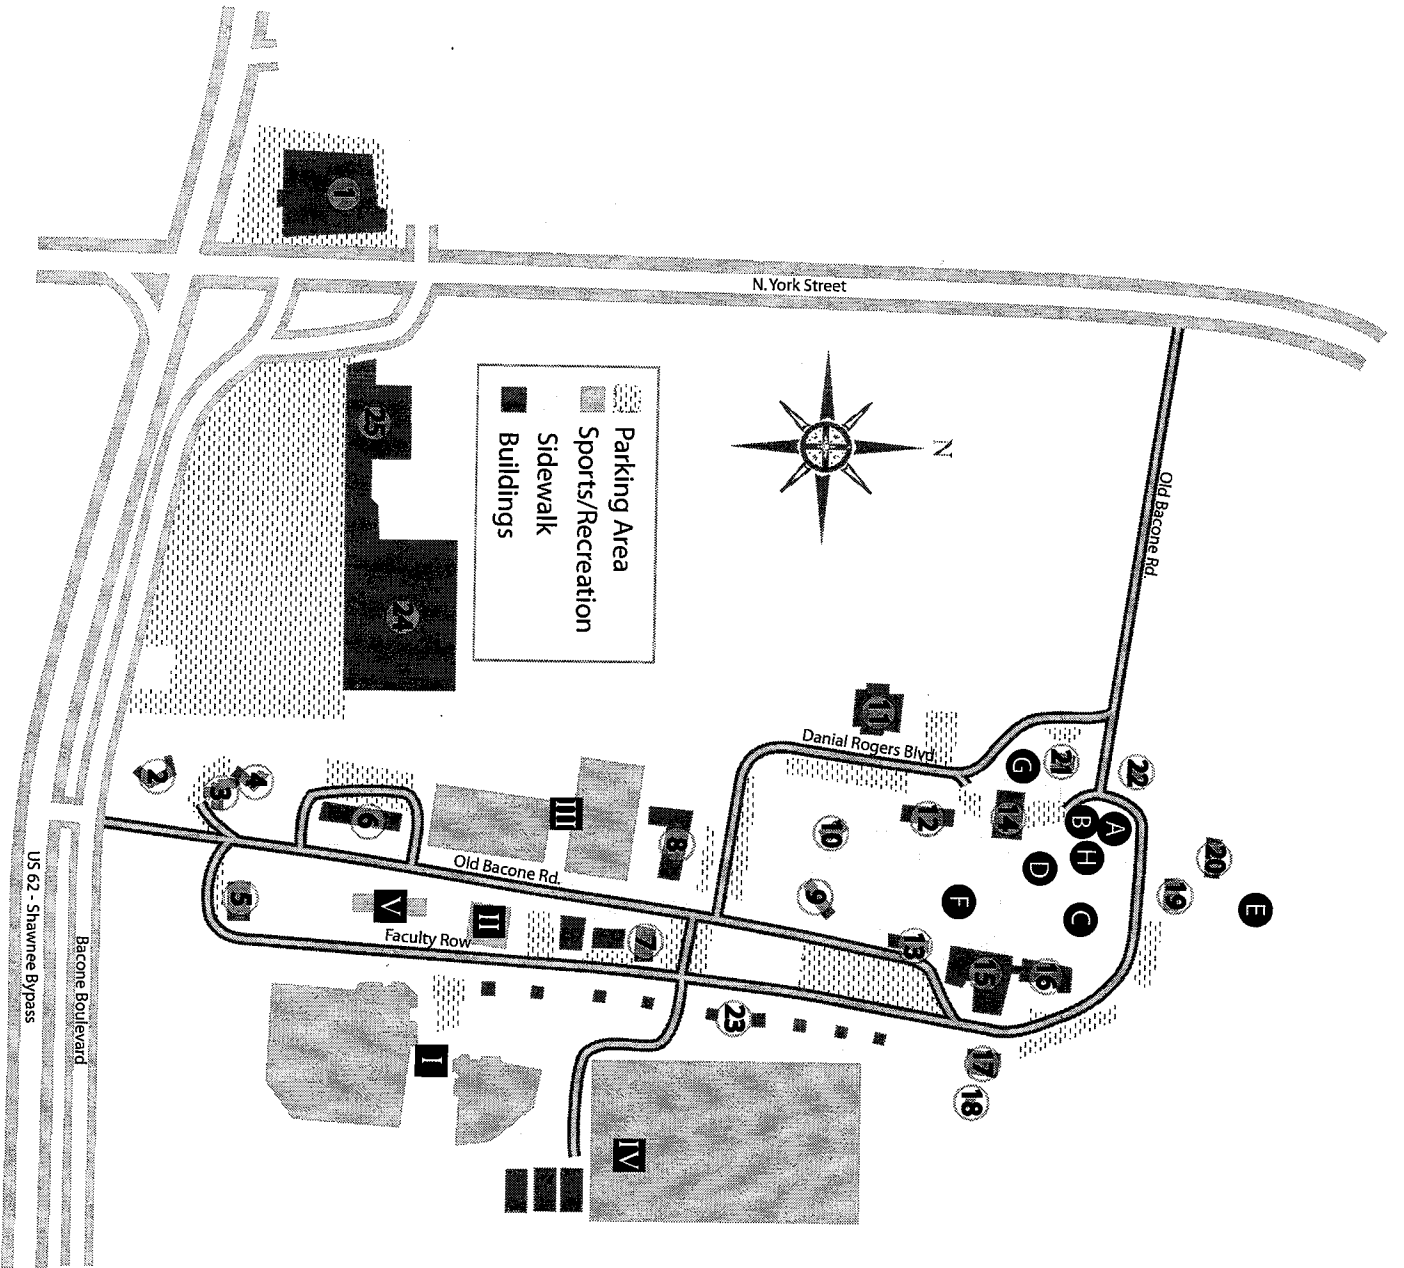 1
N. York Street
N
Old Bacone Rd.
Parking Area
Sports/Recreation
Sidewalk
Buildings
25
24
11
Danial Rogers Blvd.
G
21
22
2
3
4
6
III
8
10
12
14
B
A
H
D
20
19
E
Old Bacone Rd.
9
F
C
5
V
II
Faculty Row
7
13
15
16
US 62 - Shawnee Bypass
Bacone Boulevard
I
23
17
18
IV